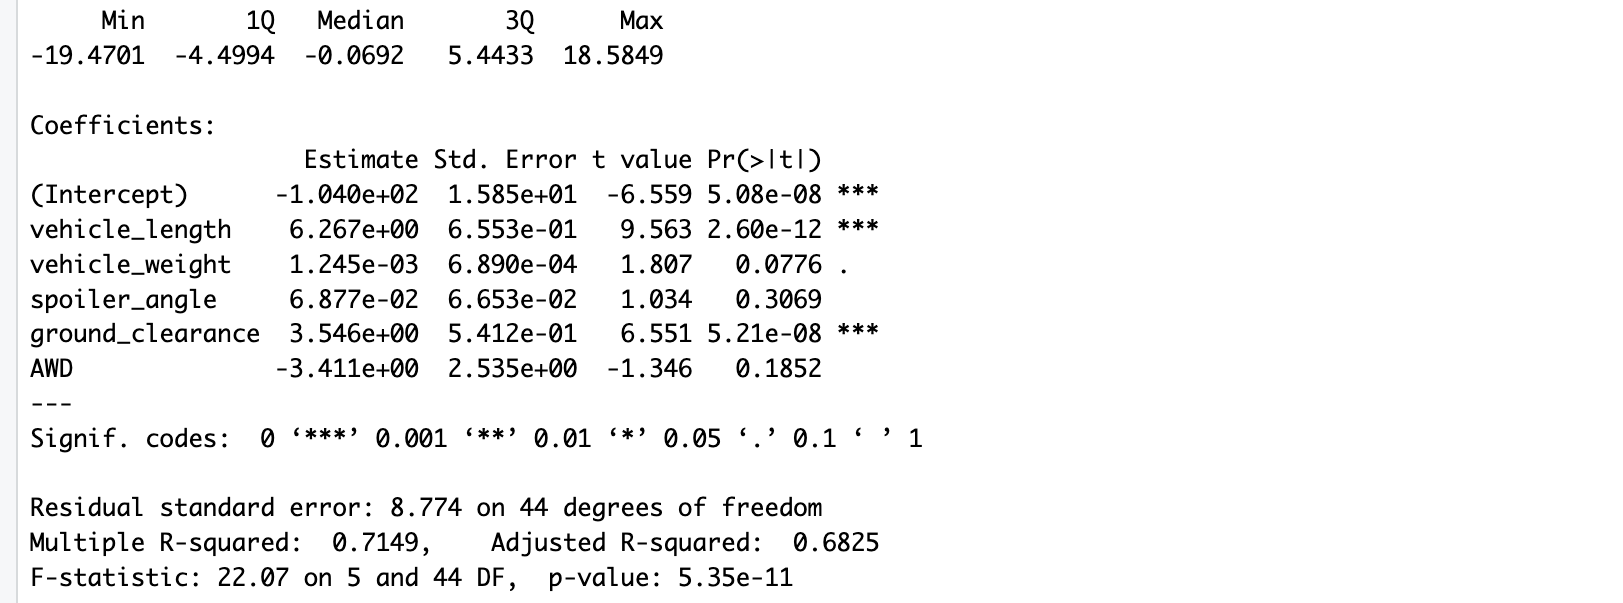 Min 1Q Median 3Q Max
-19.4701 -4.4994 -0.0692 5.4433 18.5849
Coefficients:
Estimate Std. Error t value Pr(>|t|)
(Intercept) -1.040e+02 1.585e+01 -6.559 5.08e-08 ***
vehicle_length 6.267e+00 6.553e-01 9.563 2.60e-12 ***
vehicle_weight 1.245e-03 6.890e-04 1.807 0.0776 .
spoiler_angle 6.877e-02 6.653e-02 1.034 0.3069
ground_clearance 3.546e+00 5.412e-01 6.551 5.21e-08 ***
AWD -3.411e+00 2.535e+00 -1.346 0.1852
---
Signif. codes: 0 ‘***’ 0.001 ‘**’ 0.01 ‘*’ 0.05 ‘.’ 0.1 ‘ ’ 1
Residual standard error: 8.774 on 44 degrees of freedom
Multiple R-squared: 0.7149, Adjusted R-squared: 0.6825
F-statistic: 22.07 on 5 and 44 DF, p-value: 5.35e-11